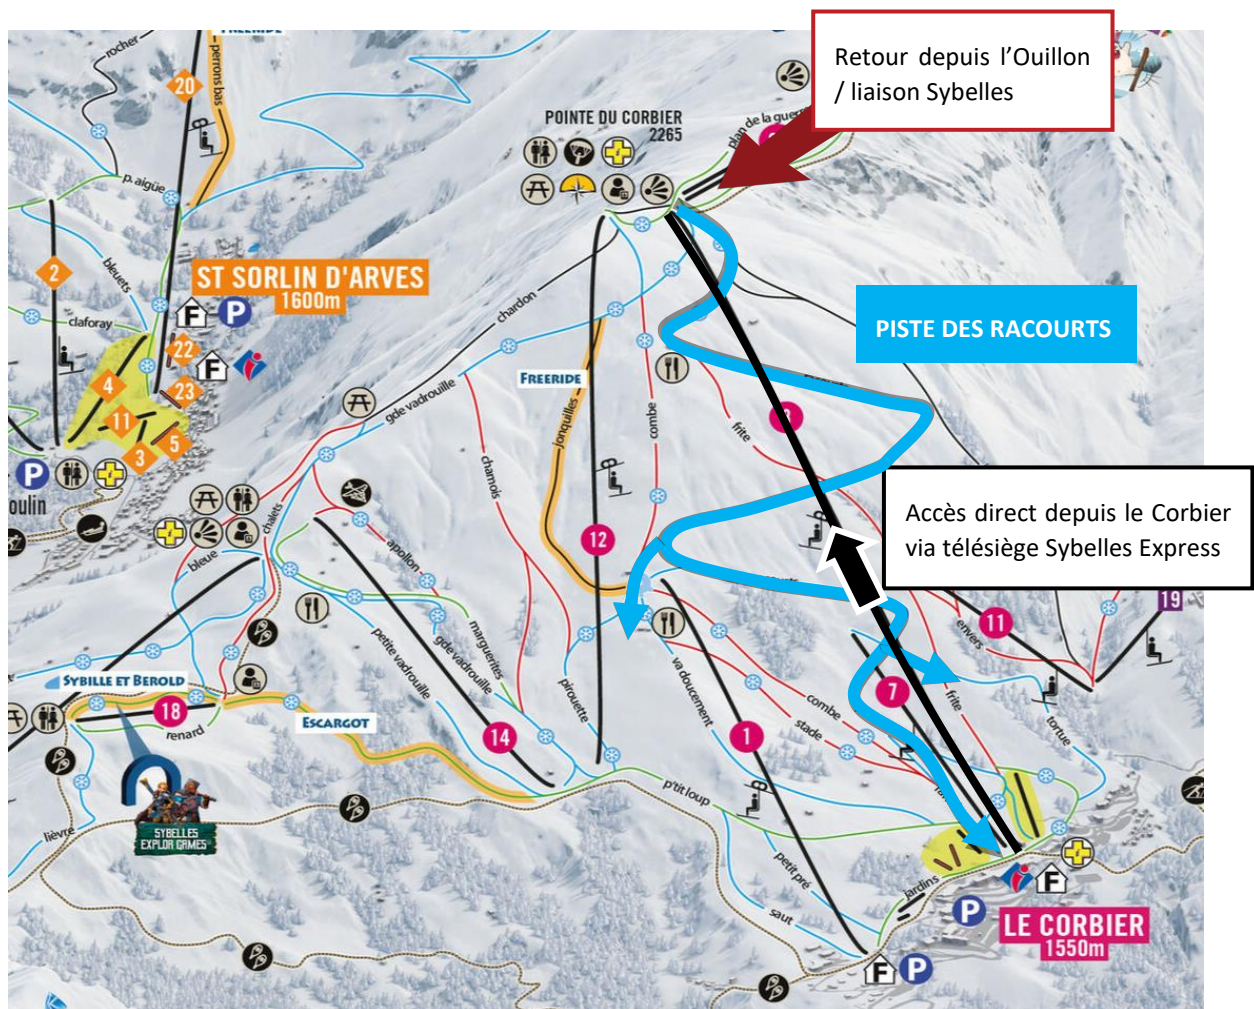 FREERIDE
Retour depuis l'Ouillon
/ liaison Sybelles
rocher
20
perrons bas
POINTE DU CORBIER
2265
plan de la guerre
p. aigüe
2
bleuets
ST SORLIN D'ARVES
1600m
F
P
claforay
chardon
PISTE DES RACOURTS
22
F
4
23
FREERIDE
gde vadrouille
11
5
3
jonquilles
combe
frite
P
oulin
chamois
Accès direct depuis le Corbier
via télésiège Sybelles Express
chalets
12
bleue
apollon
19
marguerites
gde vadrouille
petite vadrouille
11
envers
SYBILLE ET BEROLD
va doucement
7
frite
pirouette
18
renard
ESCARGOT
14
combe
stade
1
tortue
p'tit loup
lièvre
SYBELLES
EXPLOR GAMES
petit pré
jardins
F
saut
P
LE CORBIER
1550m
F
P